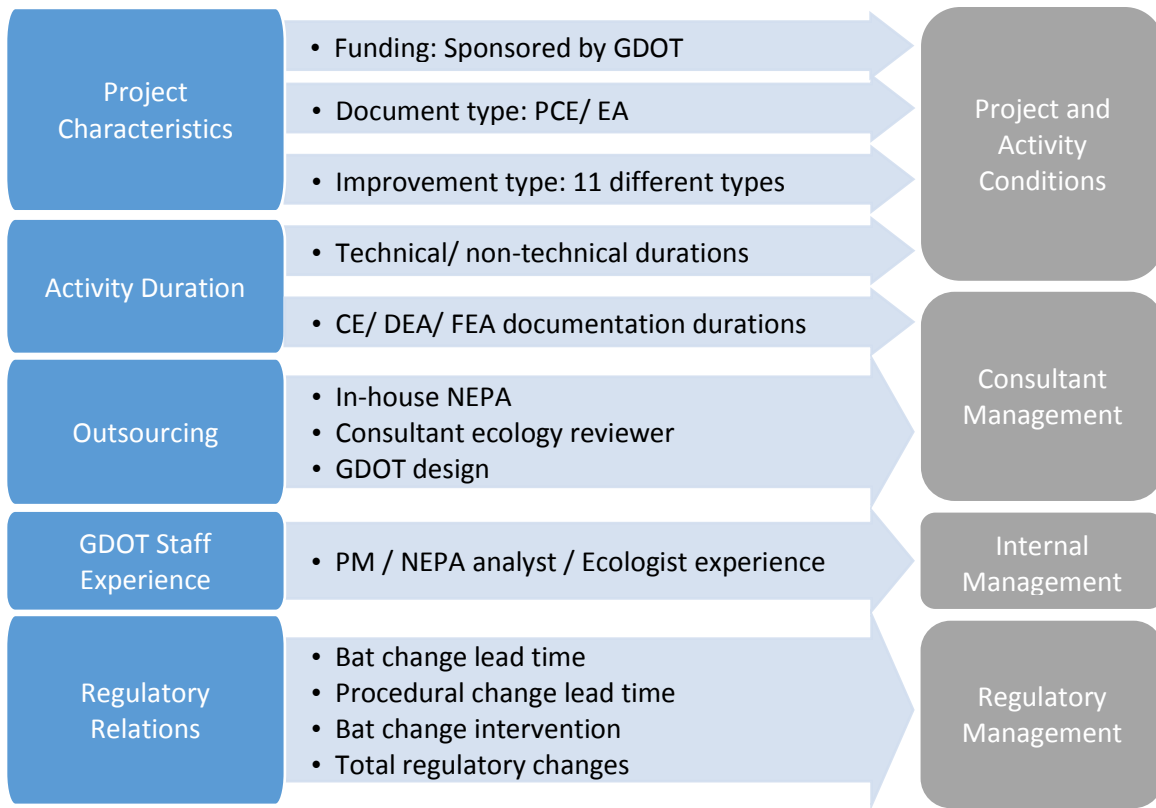 Project
Characteristics
• Funding: Sponsored by GDOT
• Document type: PCE/ EA
• Improvement type: 11 different types
Project and
Activity
Conditions
Activity Duration
• Technical/ non-technical durations
• CE/ DEA/ FEA documentation durations
Outsourcing
• In-house NEPA
• Consultant ecology reviewer
• GDOT design
Consultant
Management
GDOT Staff
Experience
• PM / NEPA analyst / Ecologist experience
Internal
Management
Regulatory
Relations
• Bat change lead time
• Procedural change lead time
• Bat change intervention
• Total regulatory changes
Regulatory
Management